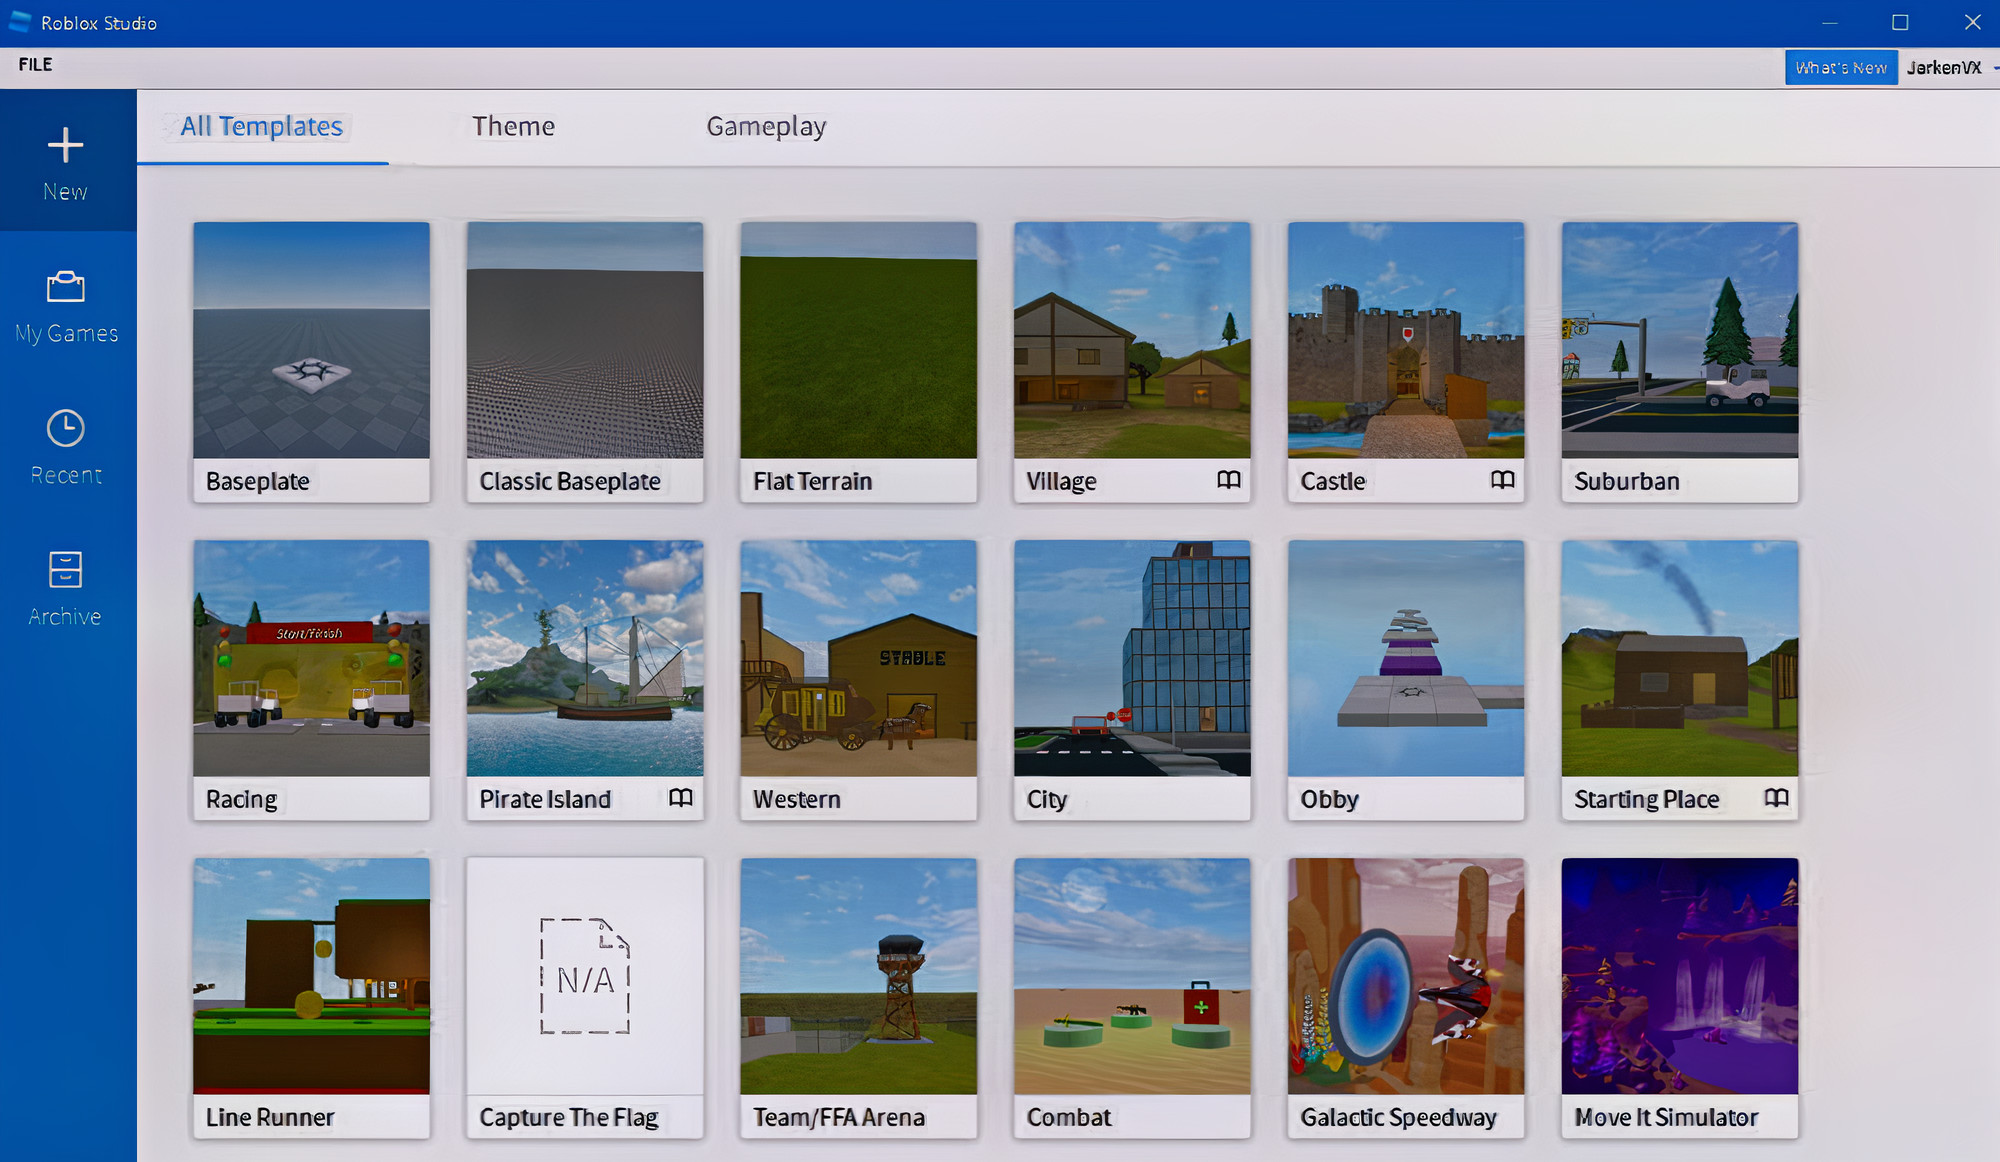 Roblox Studio
FILE
What's New
JarkenVX
All Templates
Theme
Gameplay
New
My Games
Recent
Archive
Baseplate
Classic Baseplate
Flat Terrain
Village
Castle
Suburban
Start/Finish
STABLE
Racing
Pirate Island
Western
City
Obby
Starting Place
N/A
Line Runner
Capture The Flag
Team/FFA Arena
Combat
Galactic Speedway
Move It Simulator